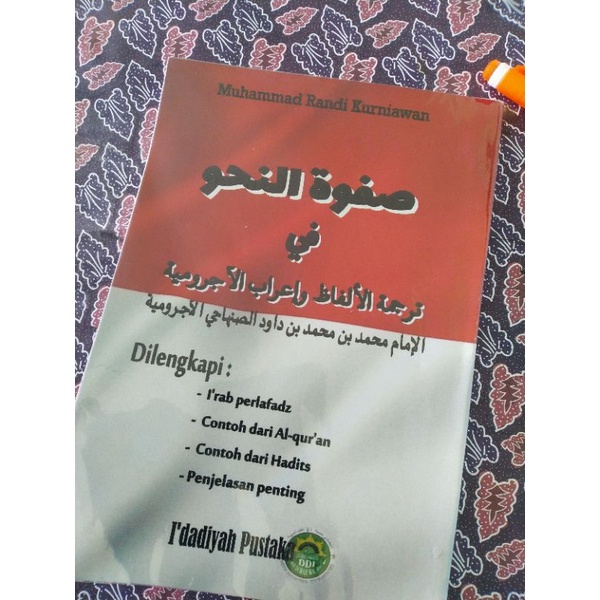 Muhammad Randi Kurniawan
صفوة النحو
في
ترجمة الألفاظ وإعراب الآجرومية
الإمام محمد بن محمد بن داود الصنهاجي الآجرومية
Dilengkapi :
- I'rab perlafadz
- Contoh dari Al-qur'an
- Contoh dari Hadits
- Penjelasan penting
I'dadiyah Pustaka
DDI